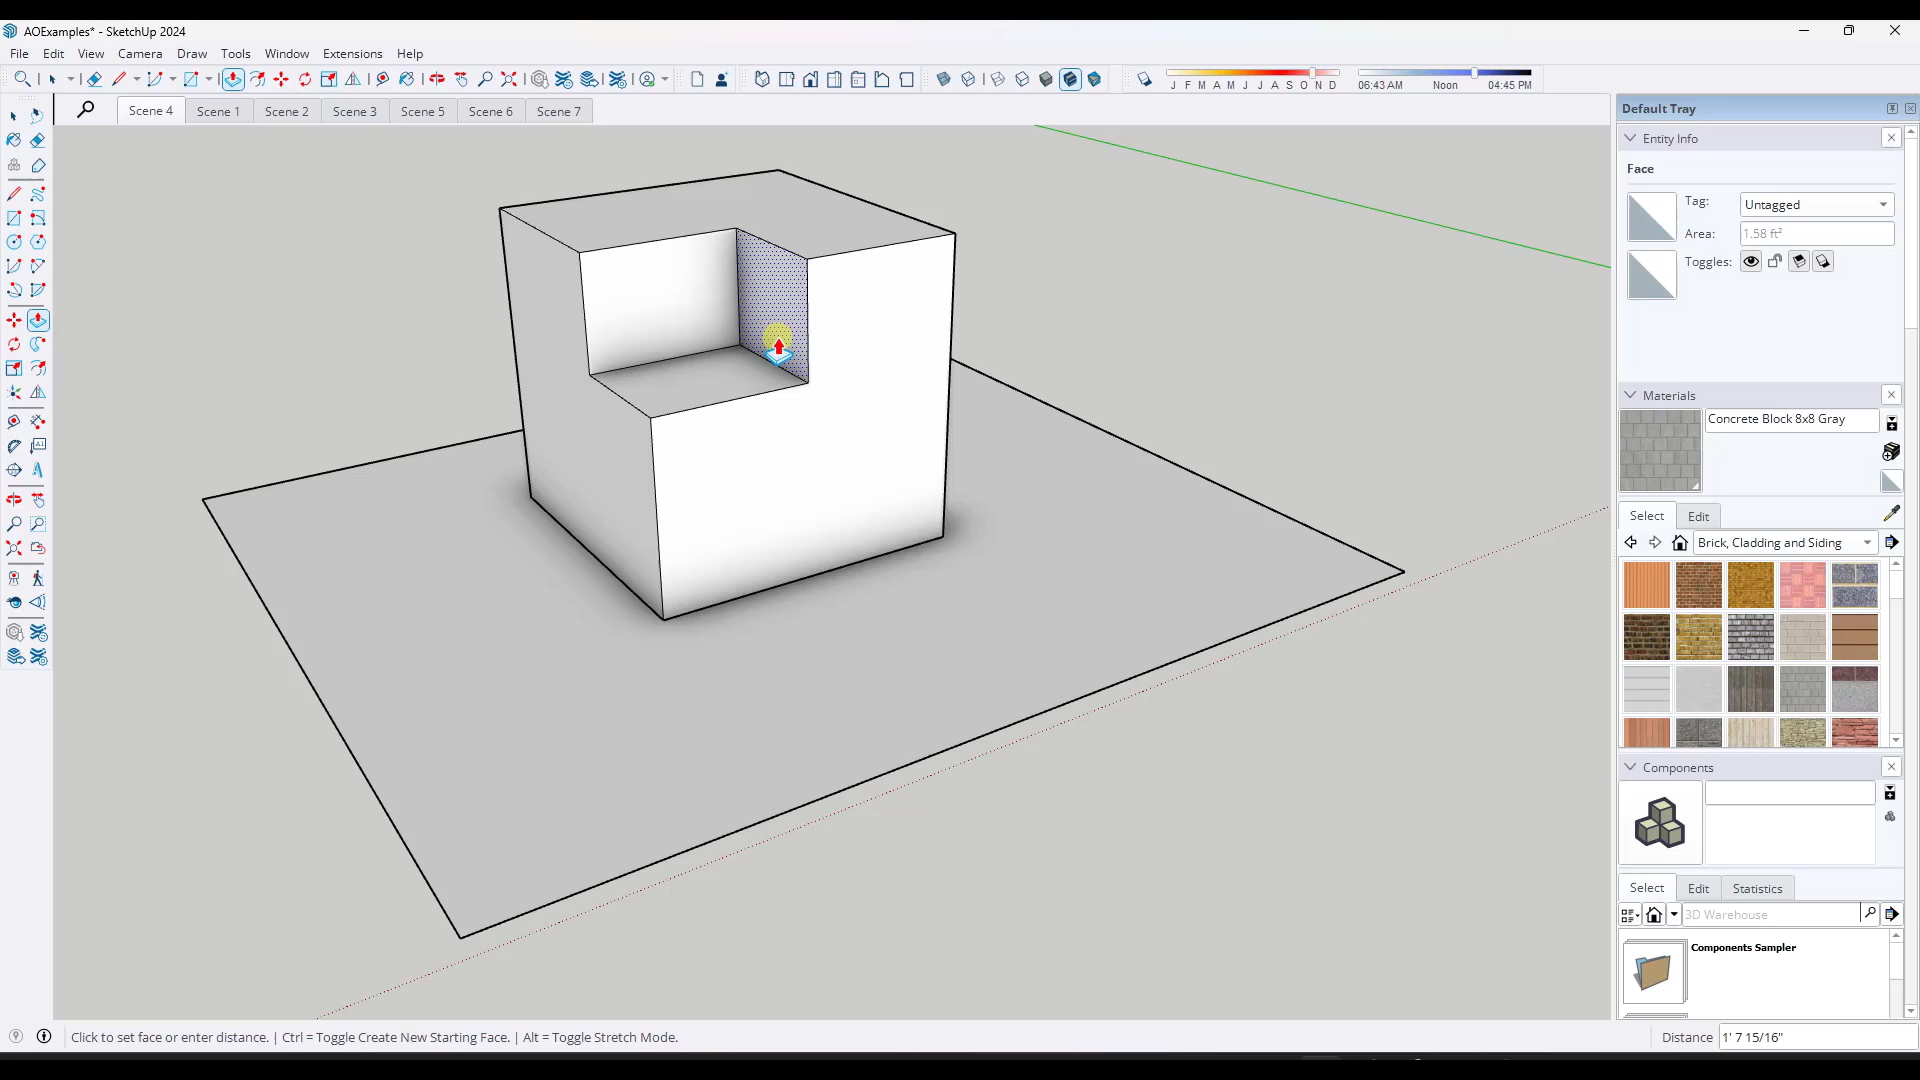 AOExamples* - SketchUp 2024
File Edit View Camera Draw Tools Window Extensions Help
J F M A M J J A S O N D 06:43 AM Noon 04:45 PM
Scene 4 Scene 1 Scene 2 Scene 3 Scene 5 Scene 6 Scene 7
Default Tray
Entity Info
Face
Tag: Untagged
Area: 1.58 ft²
Toggles:
Materials
Concrete Block 8x8 Gray
Select Edit
Brick, Cladding and Siding
Components
Select Edit Statistics
3D Warehouse
Components Sampler
Click to set face or enter distance. | Ctrl = Toggle Create New Starting Face. | Alt = Toggle Stretch Mode.
Distance 1' 7 15/16"